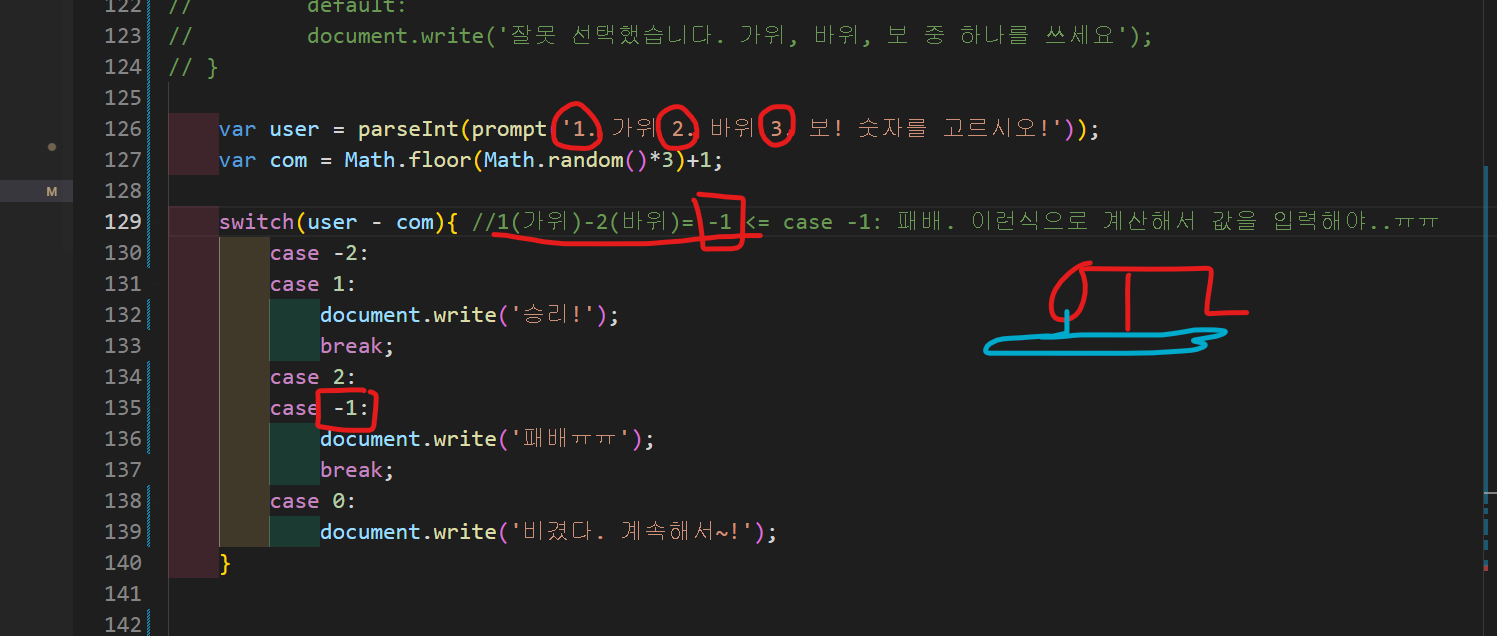 122 // default:
123 // document.write('잘못 선택했습니다. 가위, 바위, 보 중 하나를 쓰세요');
124 // }
125
126 var user = parseInt(prompt('1. 가위 2. 바위 3. 보! 숫자를 고르시오!'));
127 var com = Math.floor(Math.random()*3)+1;
128
M
129 switch(user - com){ //1(가위)-2(바위)= -1 <= case -1: 패배. 이런식으로 계산해서 값을 입력해야..ㅠㅠ
130 case -2:
131 case 1:
132 document.write('승리!');
133 break;
134 case 2:
135 case -1:
136 document.write('패배ㅠㅠ');
137 break;
138 case 0:
139 document.write('비겼다. 계속해서~!');
140 }
141
142